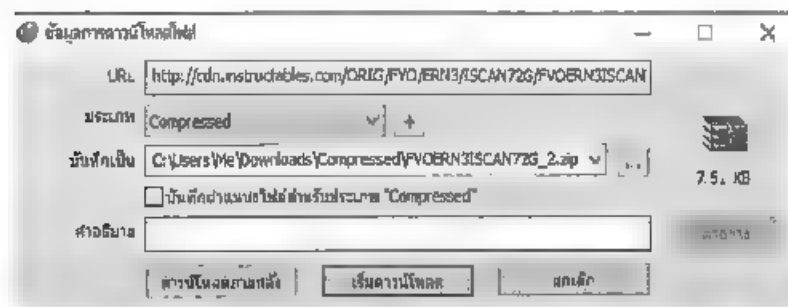 ข้อมูลการดาวน์โหลดไฟล์
URL http://cdn.instructables.com/ORIG/FVO/ERN3/ISCAN72G/FVOERN3ISCAN
ประเภท Compressed +
บันทึกเป็น C:\Users\Me\Downloads\Compressed\FVOERN3ISCAN72G_2.zip ...
7.51 KB
บันทึกตำแหน่งไฟล์สำหรับประเภท "Compressed"
คำอธิบาย
ดาวน์โหลดภายหลัง เริ่มดาวน์โหลด ยกเลิก